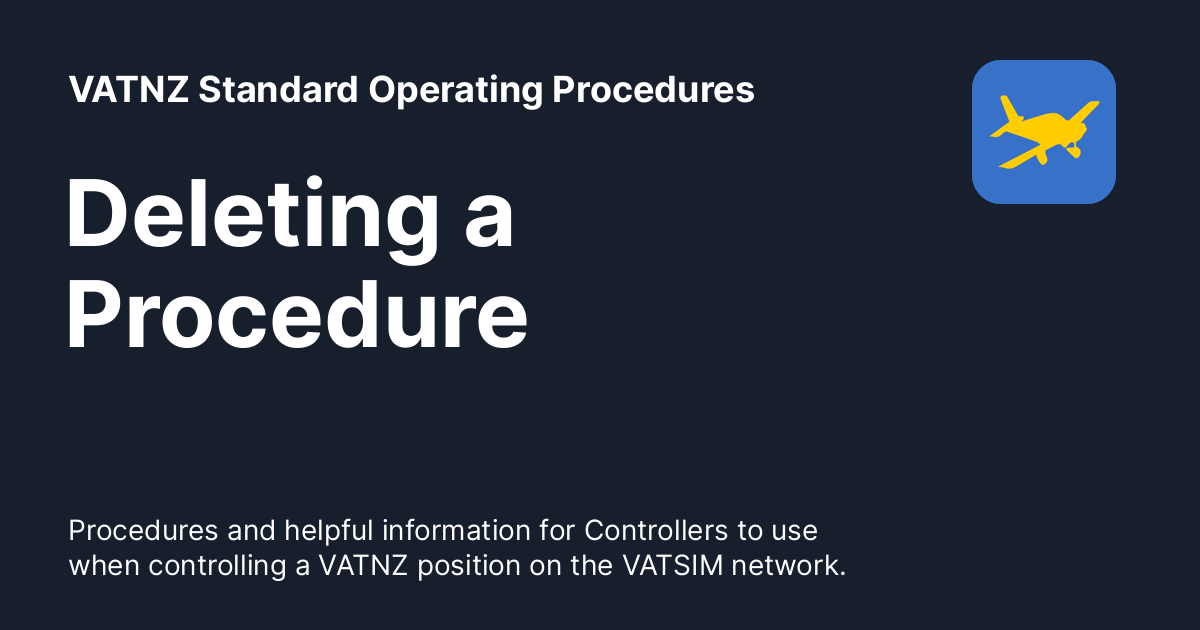 VATNZ Standard Operating Procedures
Deleting a
Procedure
Procedures and helpful information for Controllers to use
when controlling a VATNZ position on the VATSIM network.